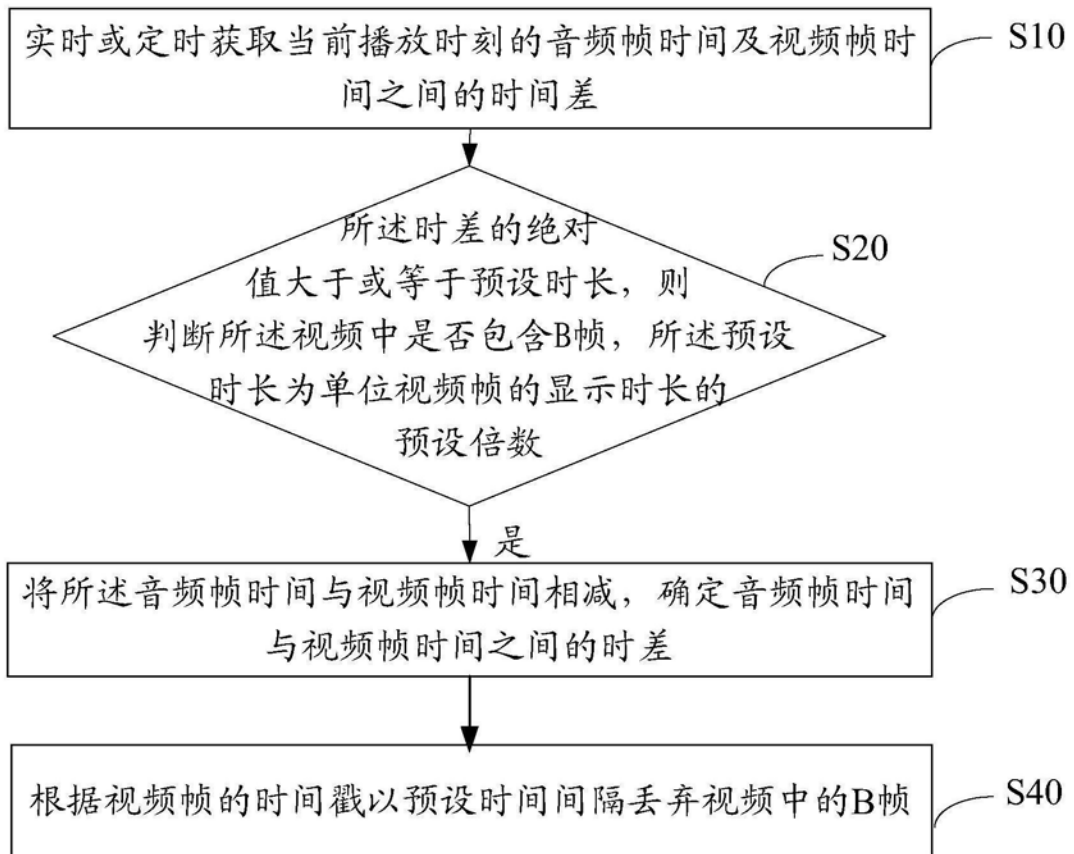 实时或定时获取当前播放时刻的音频帧时间及视频帧时
间之间的时间差
S10
所述时差的绝对
值大于或等于预设时长，则
判断所述视频中是否包含B帧，所述预设
时长为单位视频帧的显示时长的
预设倍数
S20
是
将所述音频帧时间与视频帧时间相减，确定音频帧时间
与视频帧时间之间的时差
S30
根据视频帧的时间戳以预设时间间隔丢弃视频中的B帧
S40